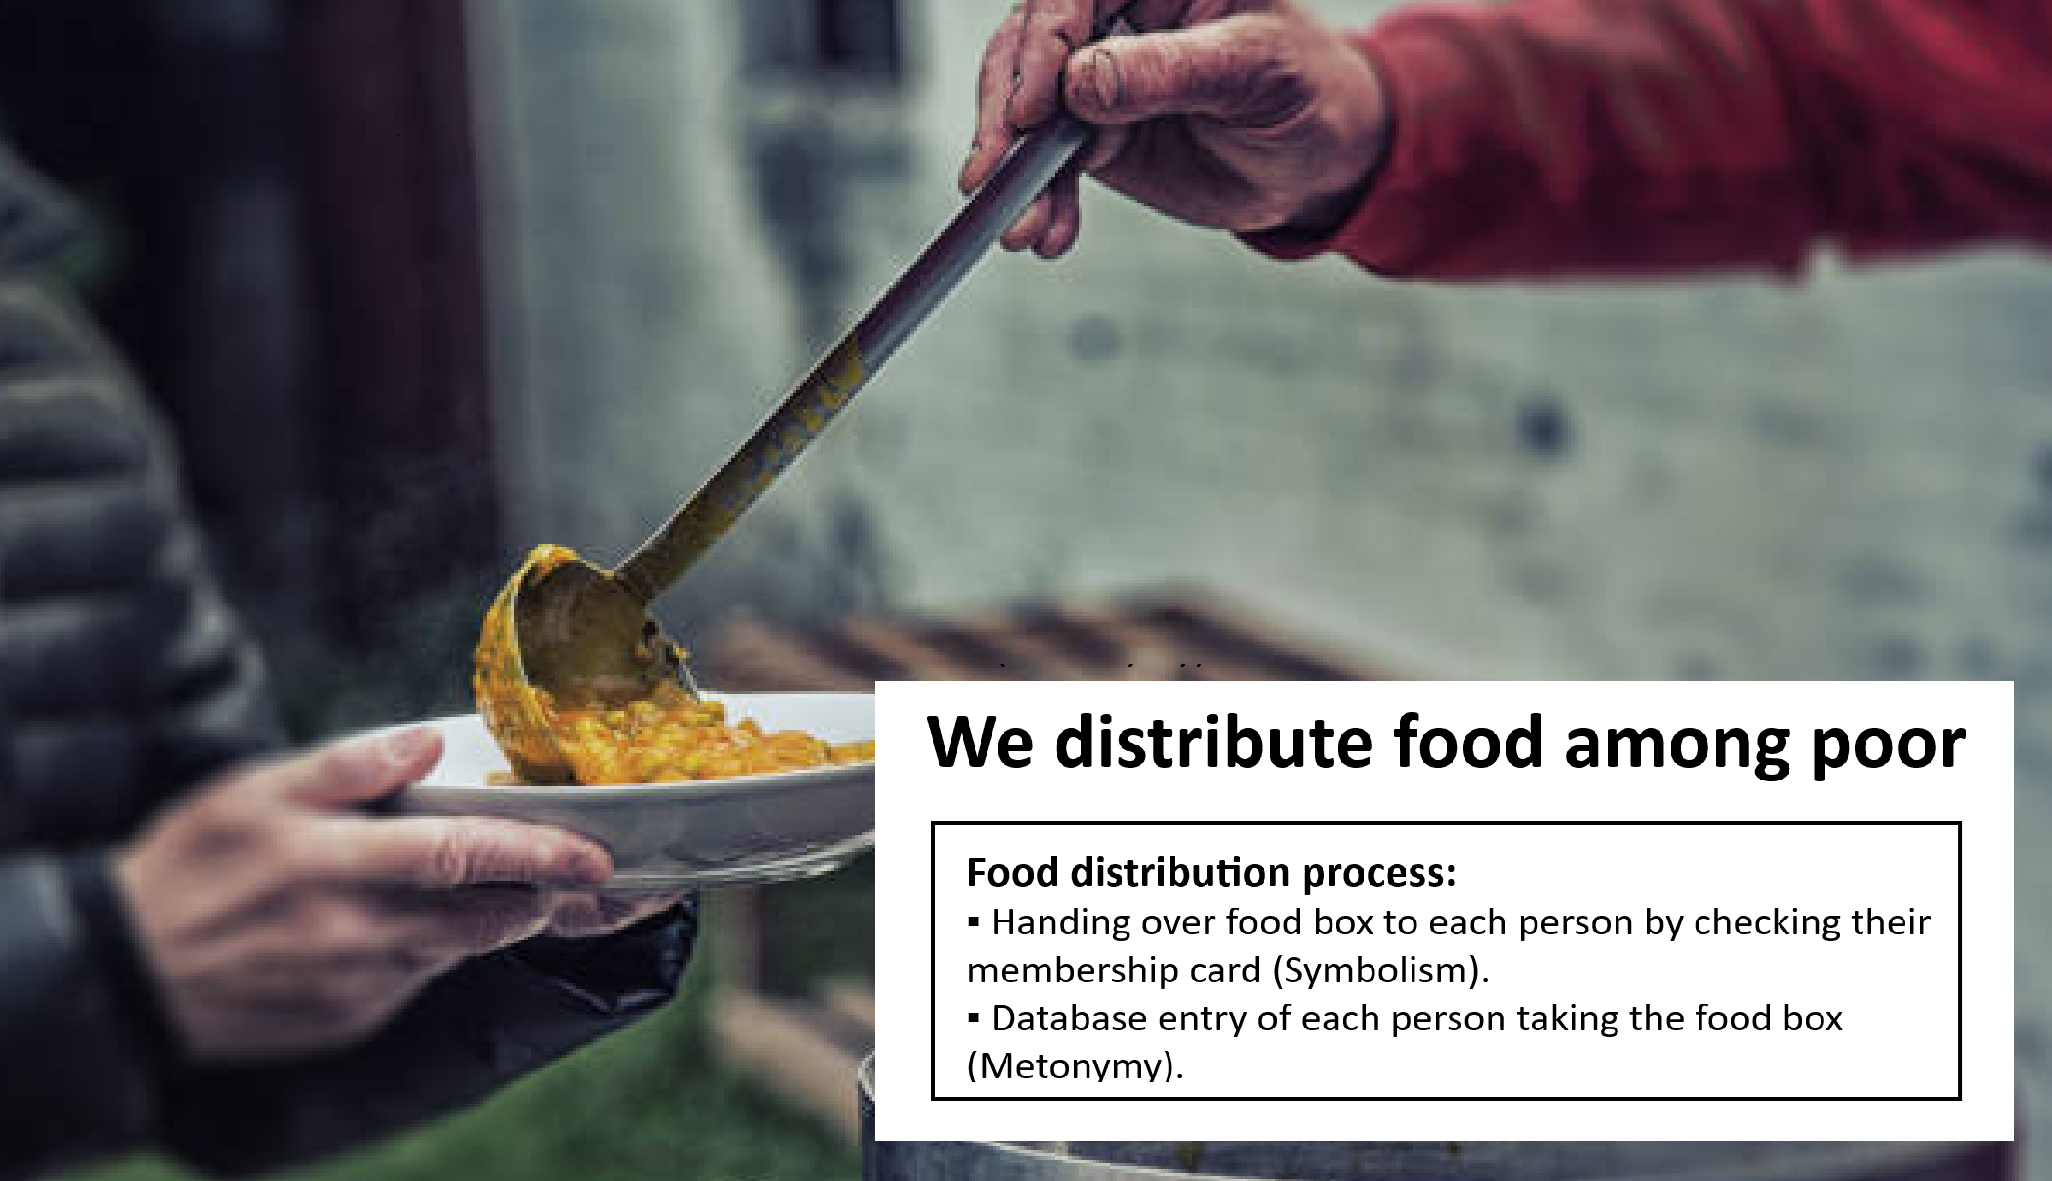 We distribute food among poor
Food distribution process:
▪ Handing over food box to each person by checking their
membership card (Symbolism).
▪ Database entry of each person taking the food box
(Metonymy).